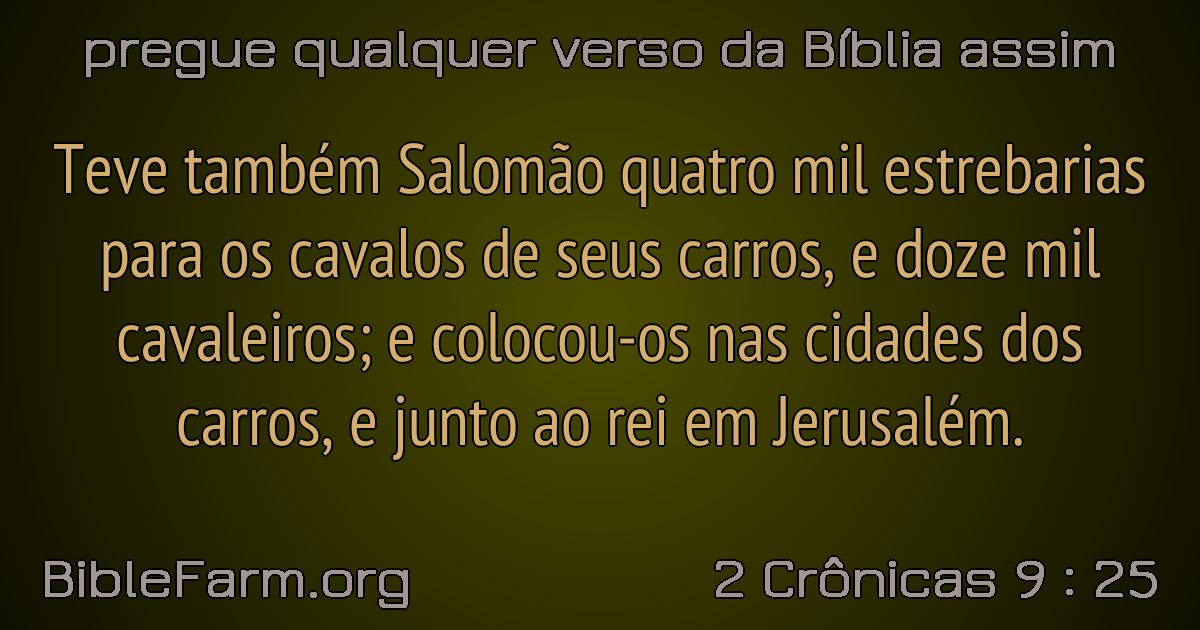 pregue qualquer verso da Bíblia assim
Teve também Salomão quatro mil estrebarias
para os cavalos de seus carros, e doze mil
cavaleiros; e colocou-os nas cidades dos
carros, e junto ao rei em Jerusalém.
BibleFarm.org
2 Crônicas 9 : 25